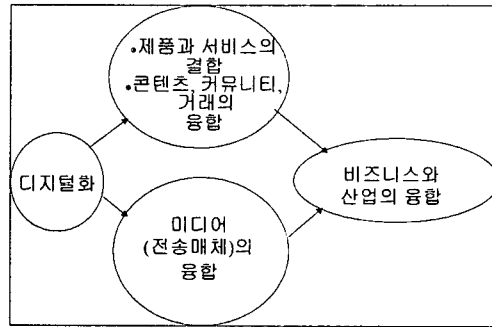 •제품과 서비스의
결합
•콘텐츠, 커뮤니티,
거래의
융합
디지털화
비즈니스와
산업의 융합
미디어
(전송매체)의
융합